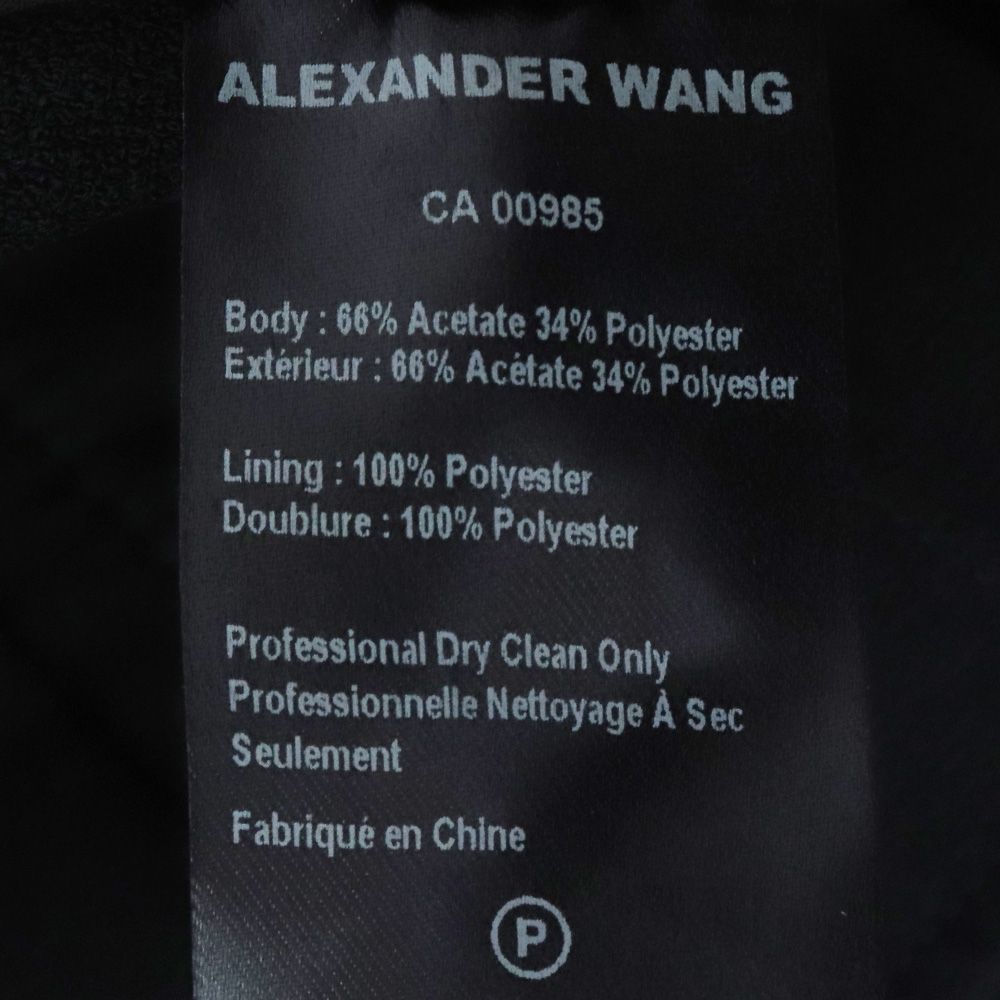 ALEXANDER WANG
CA 00985
Body : 66% Acetate 34% Polyester
Extérieur : 66% Acétate 34% Polyester
Lining : 100% Polyester
Doublure : 100% Polyester
Professional Dry Clean Only
Professionnelle Nettoyage À Sec
Seulement
Fabriqué en Chine
P